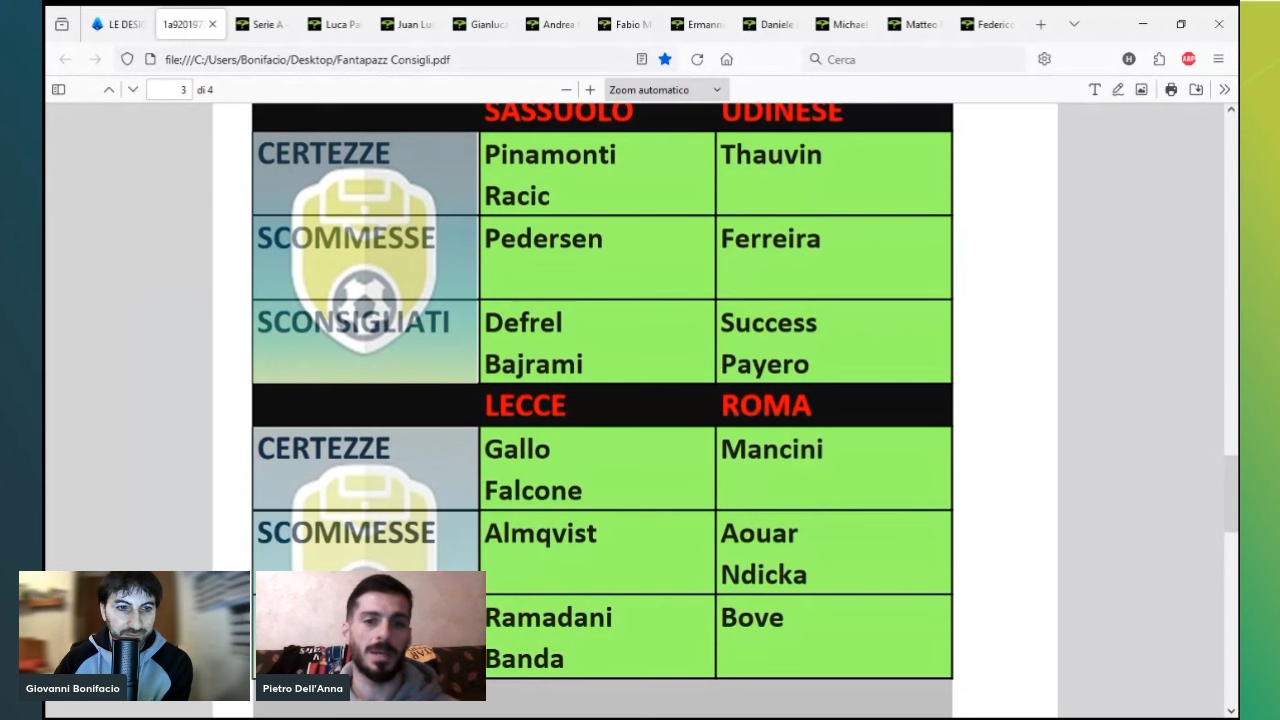 LE DESI
1a920197
Serie A -
Luca Pa
Juan Lu
Gianluca
Andrea
Fabio M
Ermann
Daniele
Michael
Matteo
Federico
file:///C:/Users/Bonifacio/Desktop/Fantapazz Consigli.pdf
Cerca
3 di 4
Zoom automatico
SASSUOLO UDINESE
CERTEZZE Pinamonti Thauvin
Racic
SCOMMESSE Pedersen Ferreira
SCONSIGLIATI Defrel Success
Bajrami Payero
LECCE ROMA
CERTEZZE Gallo Mancini
Falcone
SCOMMESSE Almqvist Aouar
Ndicka
Ramadani Bove
Banda
Giovanni Bonifacio
Pietro Dell'Anna